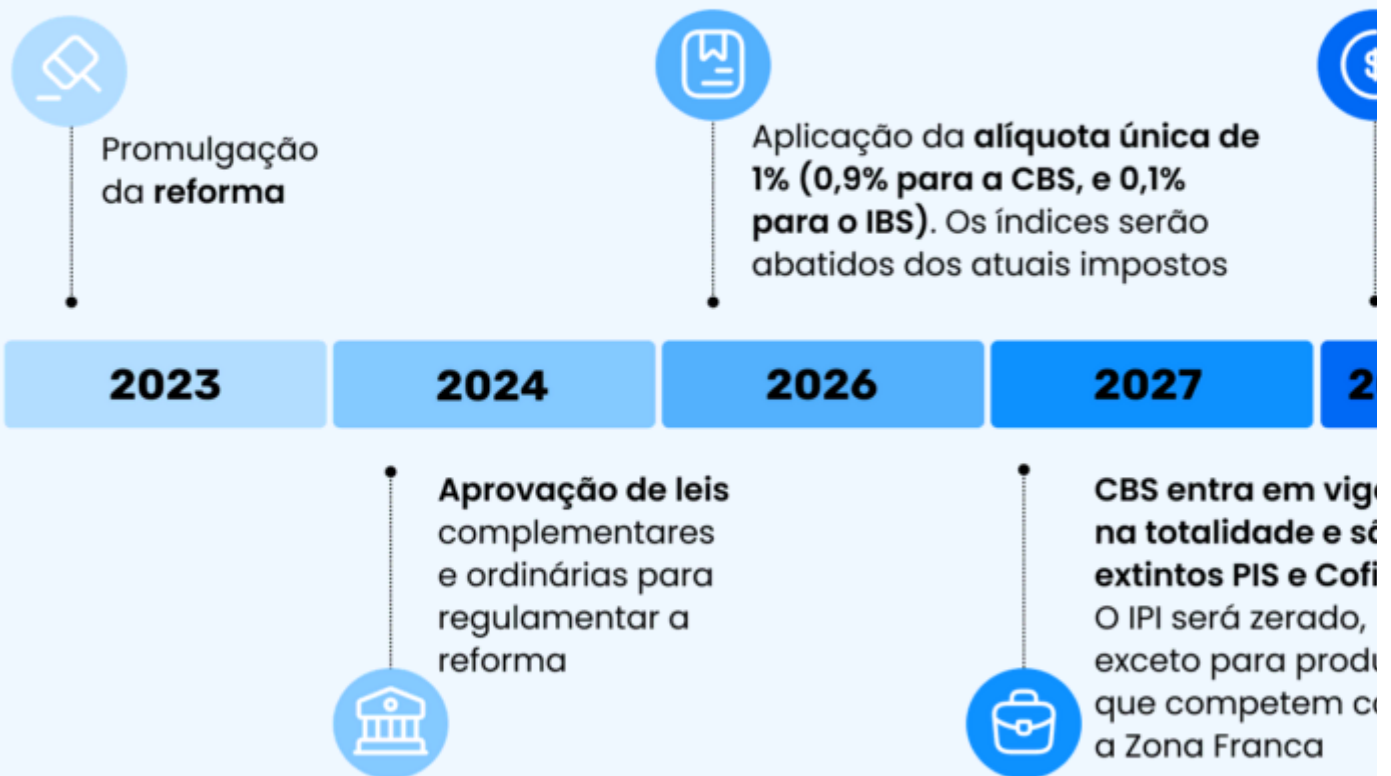 Promulgação
da reforma
Aplicação da alíquota única de
1% (0,9% para a CBS, e 0,1%
para o IBS). Os índices serão
abatidos dos atuais impostos
$
2023
2024
2026
2027
2
Aprovação de leis
complementares
e ordinárias para
regulamentar a
reforma
CBS entra em
na totalidade e
extintos PIS e
O IPI será zerado,
exceto para
que competem
a Zona Franca